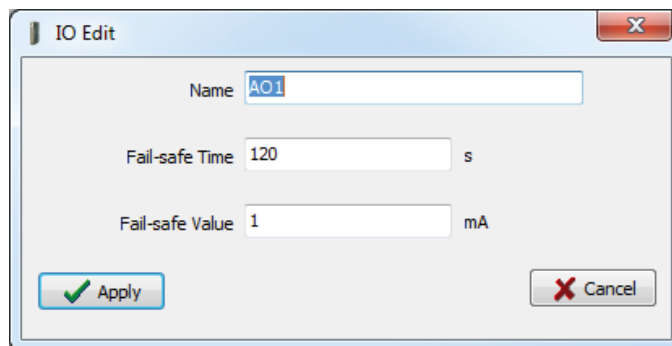 IO Edit
Name AO1
Fail-safe Time 120 s
Fail-safe Value 1 mA
Apply Cancel